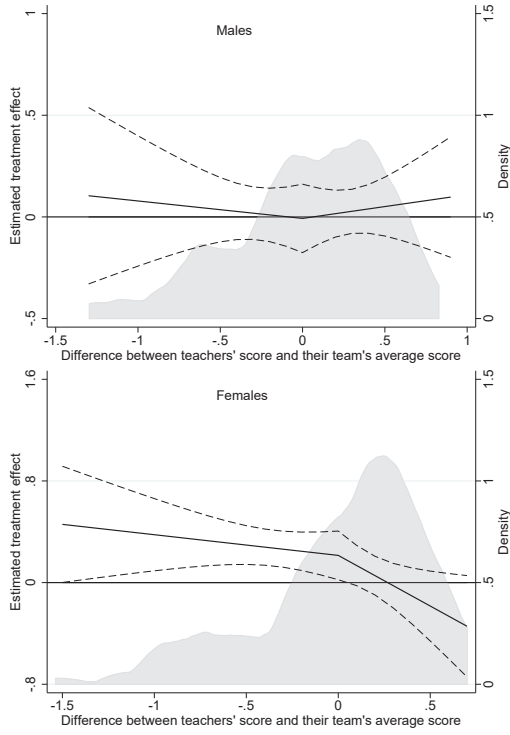 Males
Estimated treatment effect
1
.5
0
-.5
Density
1.5
1
.5
0
-1.5 -1 -.5 0 .5 1
Difference between teachers' score and their team's average score
Females
Estimated treatment effect
1.6
.8
0
-.8
Density
1.5
1
.5
0
-1.5 -1 -.5 0 .5
Difference between teachers' score and their team's average score